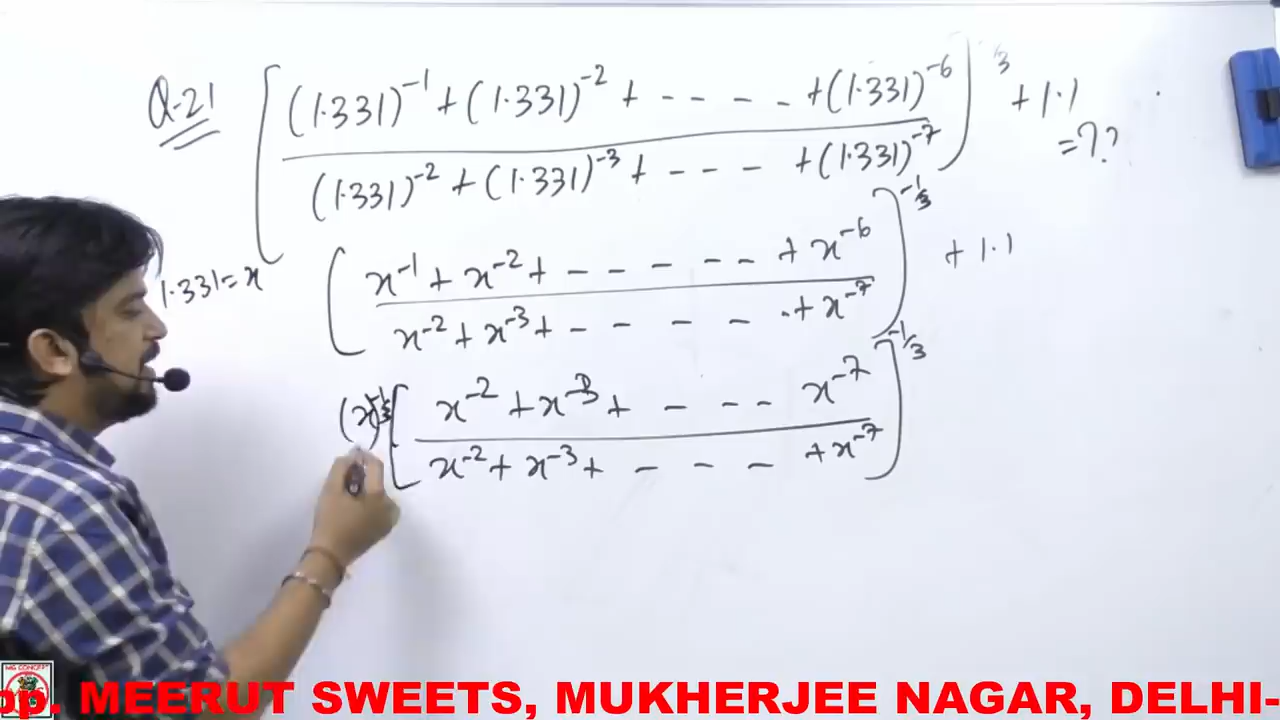 Q.21 [((1.331)^-1 + (1.331)^-2 + - - - - + (1.331)^-6) / ((1.331)^-2 + (1.331)^-3 + - - - + (1.331)^-7)]^3 + 1.1
= ??
1.331 = x
[(x^-1 + x^-2 + - - - - - + x^-6) / (x^-2 + x^-3 + - - - - + x^-7)]^-1/3 + 1.1
(x)^-1/3 [(x^-2 + x^-3 + - - - x^-7) / (x^-2 + x^-3 + - - - + x^-7)]^-1/3
pp. MEERUT SWEETS, MUKHERJEE NAGAR, DELHI-